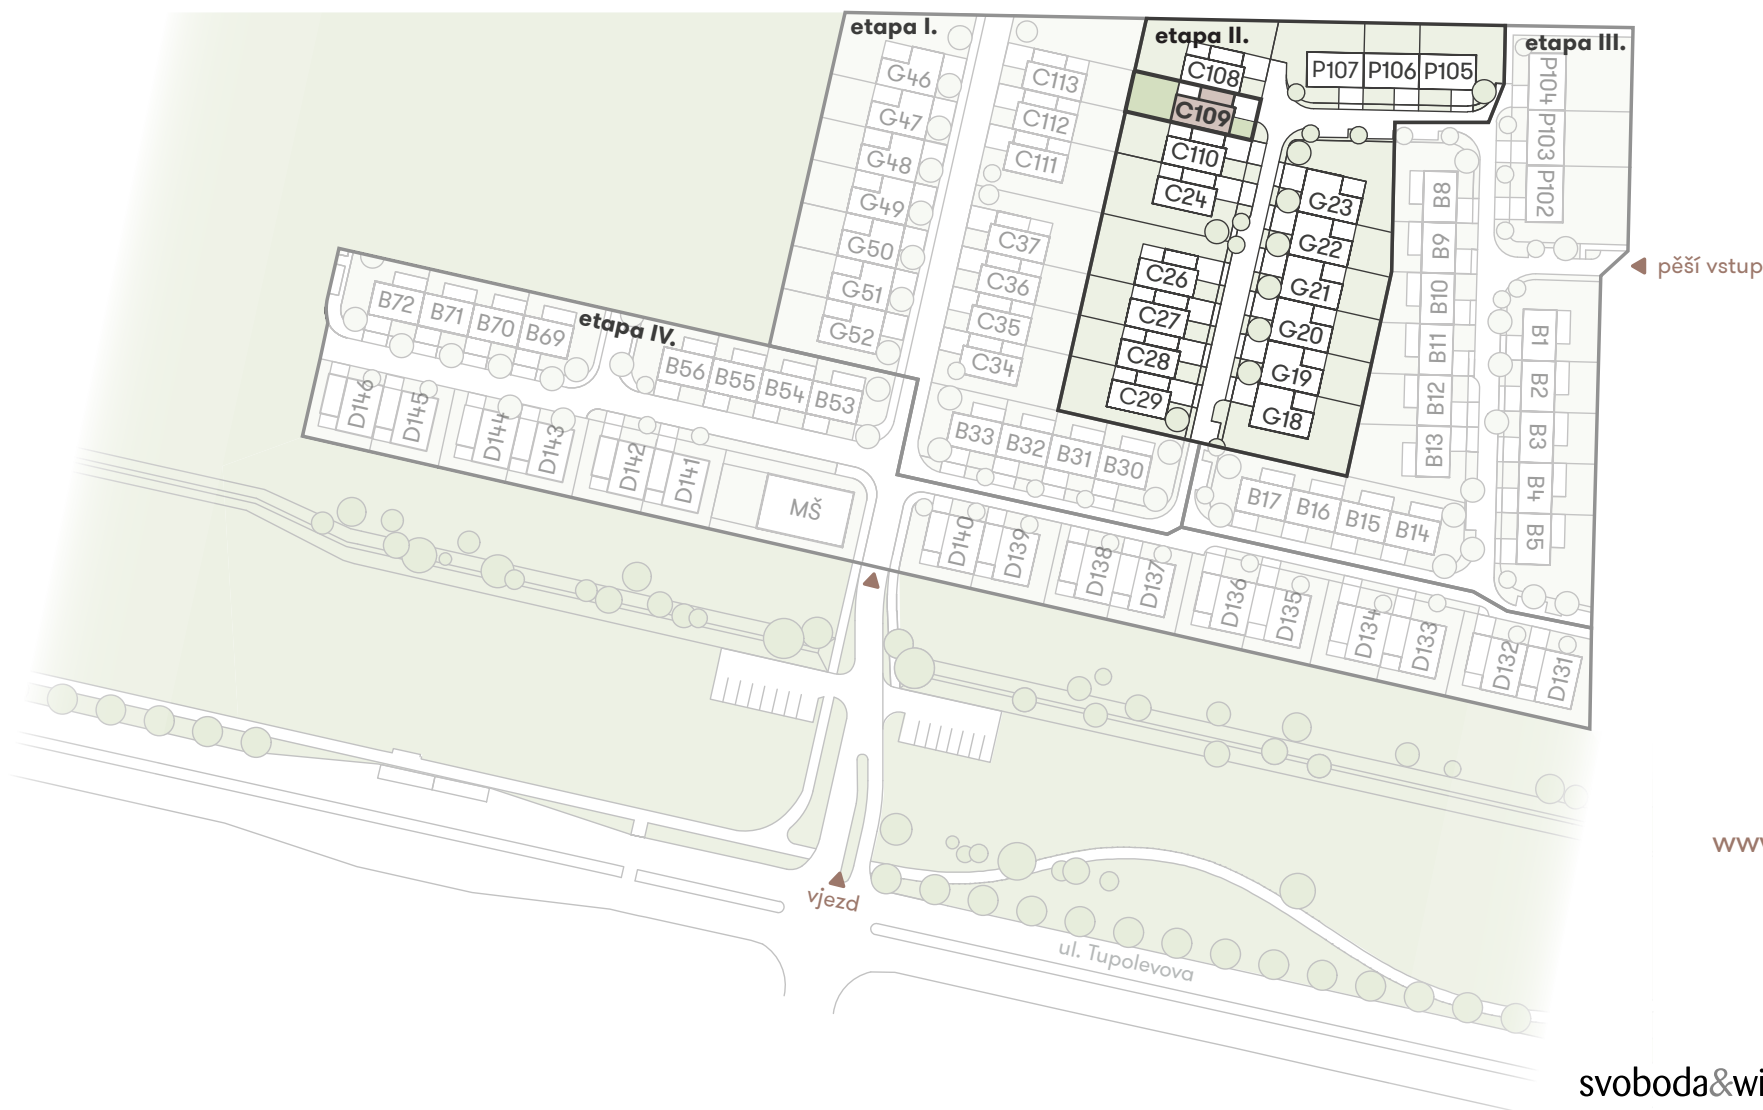 etapa I.
etapa II.
etapa III.
etapa IV.
G46
G47
G48
G49
G50
G51
G52
C113
C112
C111
C37
C36
C35
C34
C108
C109
C110
C24
C26
C27
C28
C29
P107
P106
P105
G23
G22
G21
G20
G19
G18
P104
P103
P102
B8
B9
B10
B11
B12
B13
B1
B2
B3
B4
B5
pěší vstup
B72
B71
B70
B69
B56
B55
B54
B53
B33
B32
B31
B30
B17
B16
B15
B14
D146
D145
D144
D143
D142
D141
MŠ
D140
D139
D138
D137
D136
D135
D134
D133
D132
D131
vjezd
ul. Tupolevova
svoboda&wi